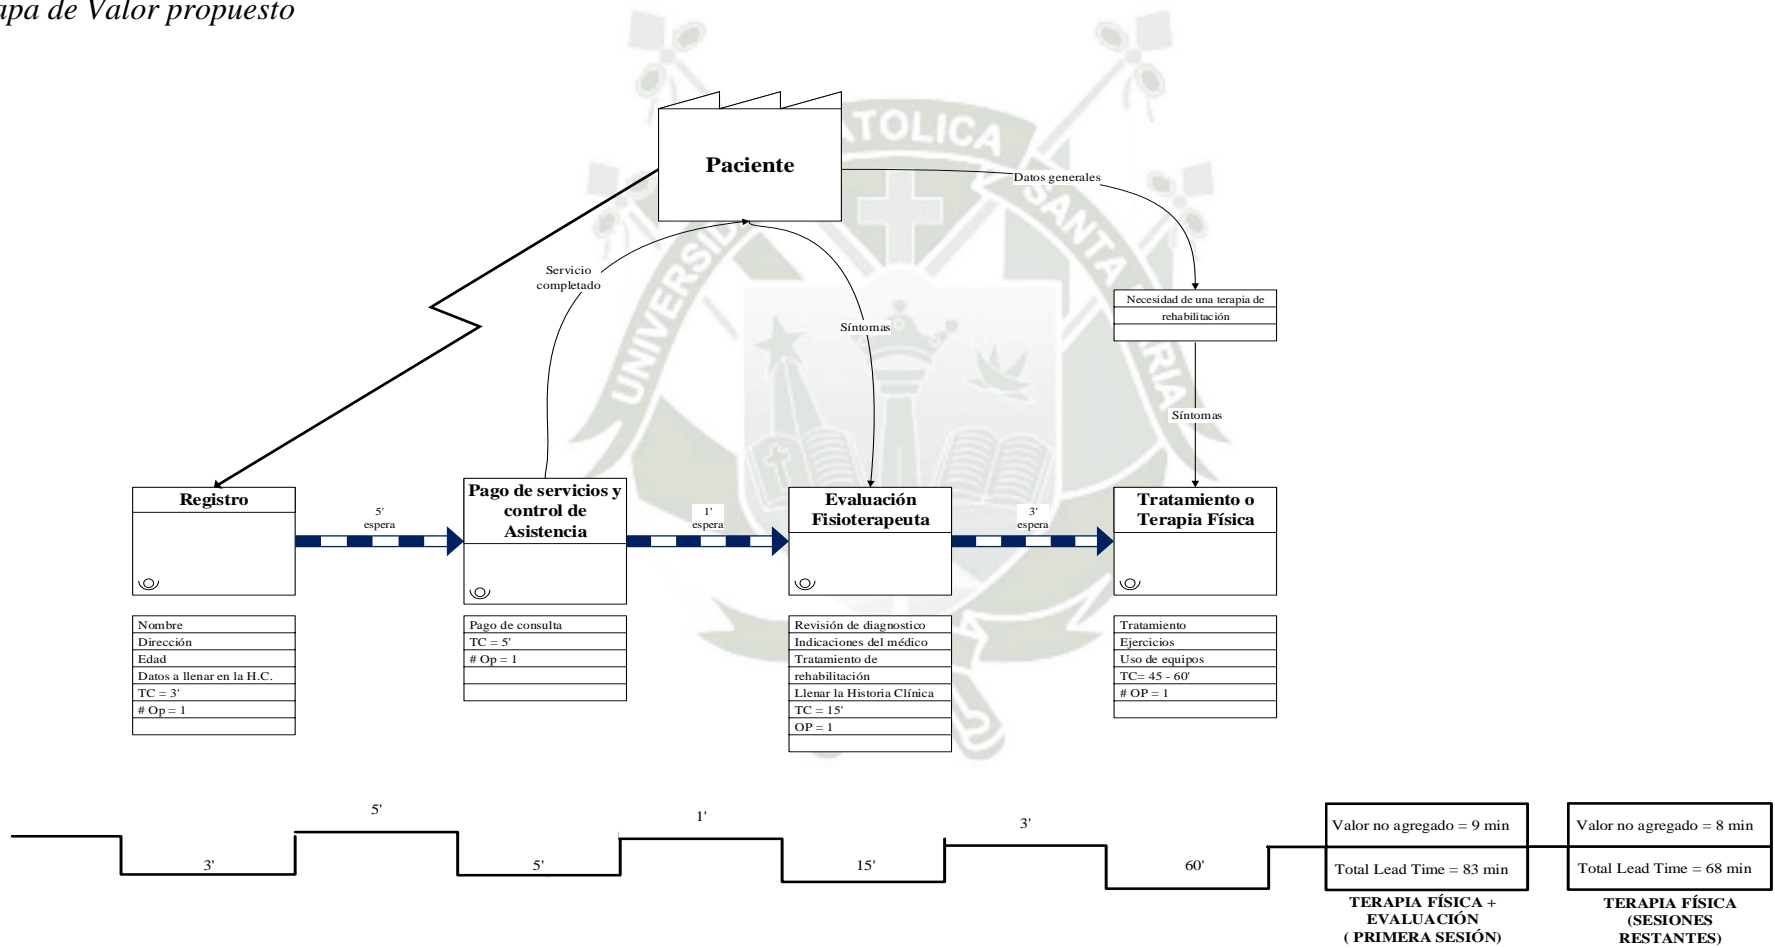 apa de Valor propuesto
UNIVERSID
ATOLICA
SANTA
ARIA
Paciente
Datos generales
Servicio
completado
Necesidad de una terapia de
rehabilitación
Síntomas
Síntomas
Registro
5'
espera
Pago de servicios y
control de
Asistencia
1'
espera
Evaluación
Fisioterapeuta
3'
espera
Tratamiento o
Terapia Física
Nombre
Dirección
Edad
Datos a llenar en la H.C.
TC = 3'
# Op = 1
Pago de consulta
TC = 5'
# Op = 1
Revisión de diagnostico
Indicaciones del médico
Tratamiento de
rehabilitación
Llenar la Historia Clínica
TC = 15'
OP = 1
Tratamiento
Ejercicios
Uso de equipos
TC= 45 - 60'
# OP = 1
3'
5'
5'
1'
15'
3'
60'
Valor no agregado = 9 min
Total Lead Time = 83 min
TERAPIA FÍSICA +
EVALUACIÓN
( PRIMERA SESIÓN)
Valor no agregado = 8 min
Total Lead Time = 68 min
TERAPIA FÍSICA
(SESIONES
RESTANTES)